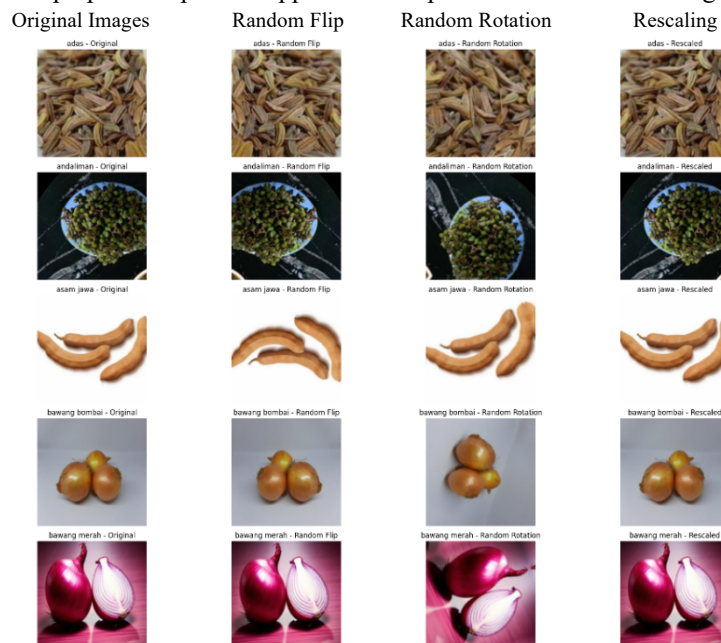 Original Images Random Flip Random Rotation Rescaling
adas - Original adas - Random Flip adas - Random Rotation adas - Rescaled
andaliman - Original andaliman - Random Flip andaliman - Random Rotation andaliman - Rescaled
asam jawa - Original asam jawa - Random Flip asam jawa - Random Rotation asam jawa - Rescaled
bawang bombai - Original bawang bombai - Random Flip bawang bombai - Random Rotation bawang bombai - Rescaled
bawang merah - Original bawang merah - Random Flip bawang merah - Random Rotation bawang merah - Rescaled